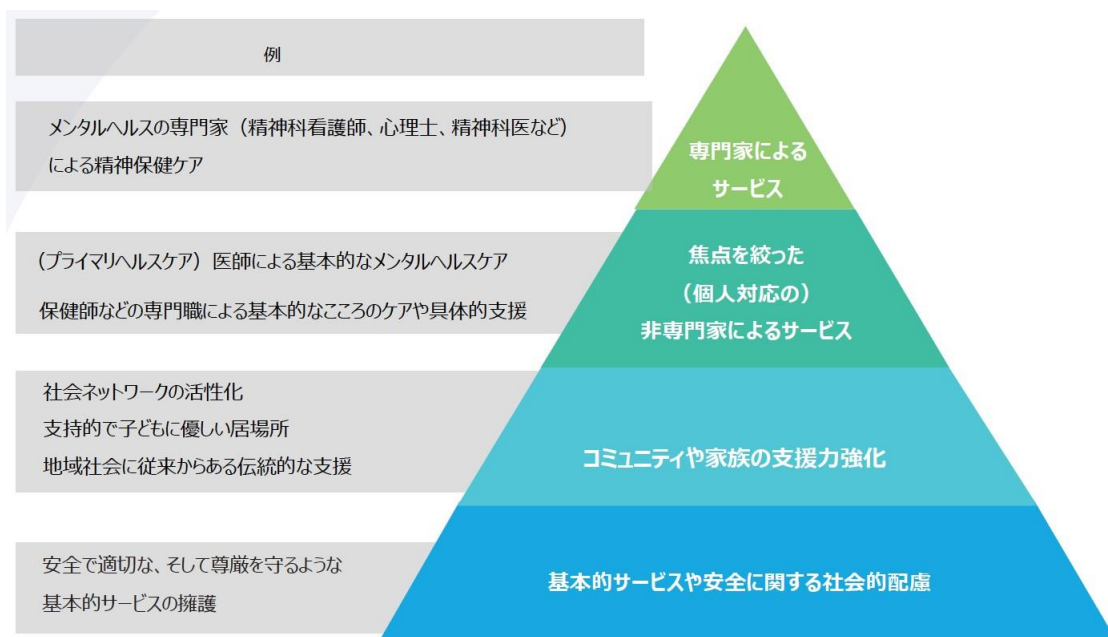 例
メンタルヘルスの専門家（精神科看護師、心理士、精神科医など）
による精神保健ケア
専門家による
サービス
（プライマリヘルスケア）医師による基本的なメンタルヘルスケア
保健師などの専門職による基本的なこころのケアや具体的支援
焦点を絞った
（個人対応の）
非専門家によるサービス
社会ネットワークの活性化
支持的で子どもに優しい居場所
地域社会に従来からある伝統的な支援
コミュニティや家族の支援力強化
安全で適切な、そして尊厳を守るような
基本的サービスの擁護
基本的サービスや安全に関する社会的配慮